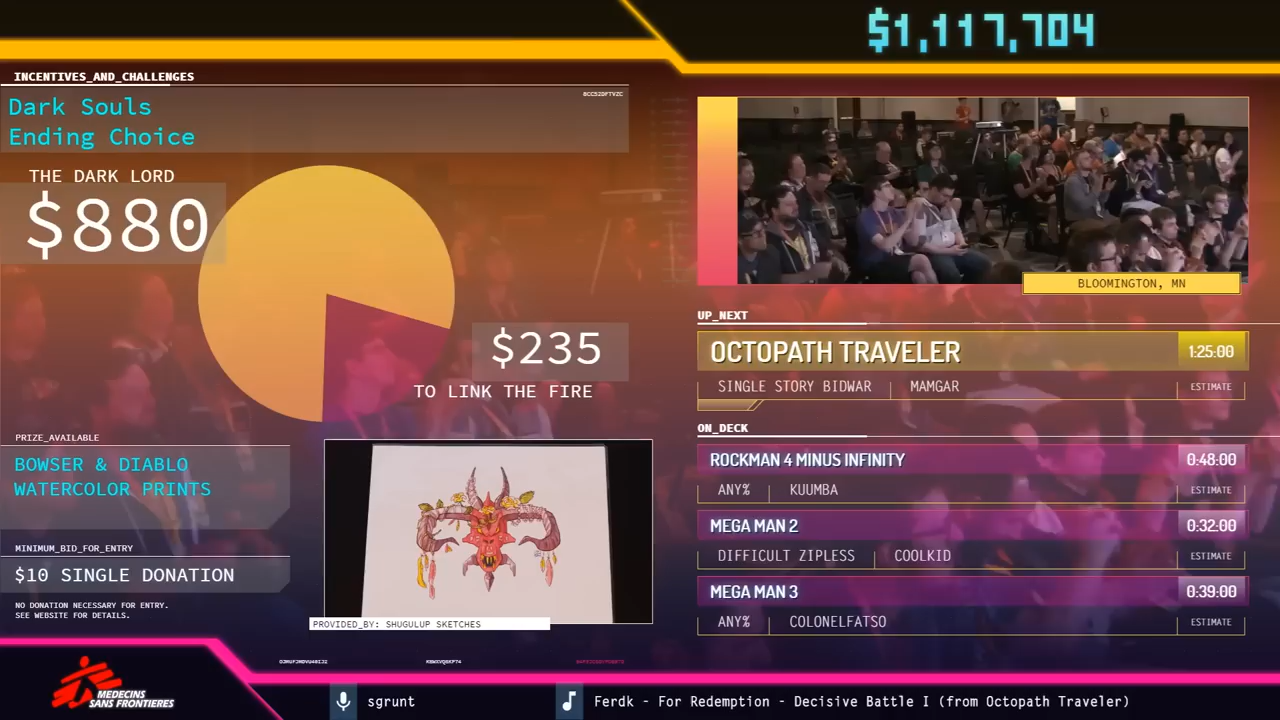 $1,117,704
INCENTIVES_AND_CHALLENGES
Dark Souls
Ending Choice
THE DARK LORD
$880
$235
TO LINK THE FIRE
PRIZE_AVAILABLE
BOWSER & DIABLO
WATERCOLOR PRINTS
MINIMUM_BID_FOR_ENTRY
$10 SINGLE DONATION
NO DONATION NECESSARY FOR ENTRY.
SEE WEBSITE FOR DETAILS.
PROVIDED_BY: SHUGULUP SKETCHES
BLOOMINGTON, MN
UP_NEXT
OCTOPATH TRAVELER 1:25:00
SINGLE STORY BIDWAR MAMGAR ESTIMATE
ON_DECK
ROCKMAN 4 MINUS INFINITY 0:48:00
ANY% KUUMBA ESTIMATE
MEGA MAN 2 0:32:00
DIFFICULT ZIPLESS COOLKID ESTIMATE
MEGA MAN 3 0:39:00
ANY% COLONELFATSO ESTIMATE
MEDECINS
SANS FRONTIERES
sgrunt
Ferdk - For Redemption - Decisive Battle I (from Octopath Traveler)